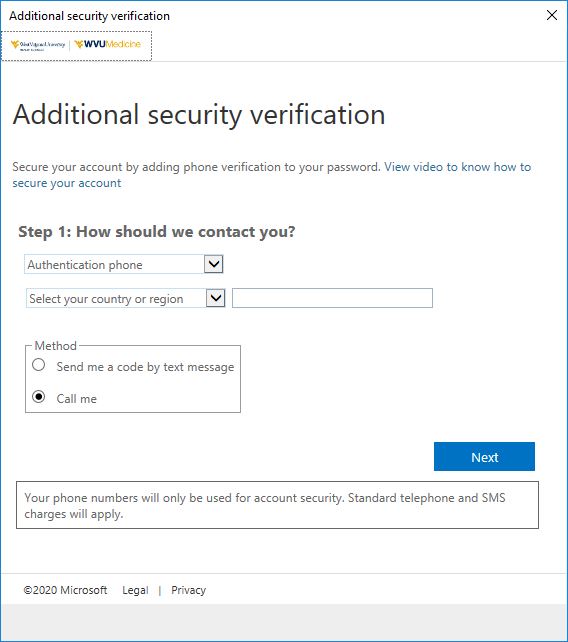 Additional security verification
West Virginia University | WVUMedicine
Additional security verification
Secure your account by adding phone verification to your password. View video to know how to
secure your account
Step 1: How should we contact you?
Authentication phone
Select your country or region
Method
Send me a code by text message
Call me
Next
Your phone numbers will only be used for account security. Standard telephone and SMS
charges will apply.
©2020 Microsoft Legal | Privacy